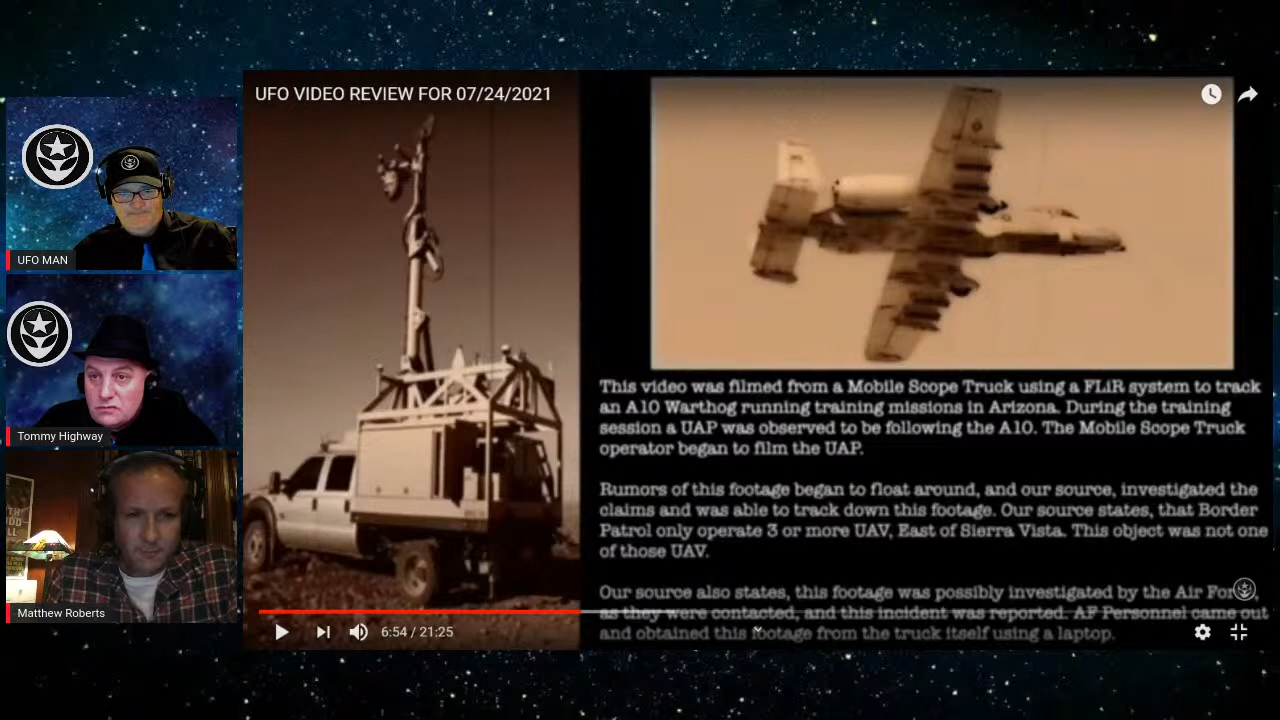 UFO VIDEO REVIEW FOR 07/24/2021
UFO MAN
Tommy Highway
Matthew Roberts
This video was filmed from a Mobile Scope Truck using a FLiR system to track
an A10 Warthog running training missions in Arizona. During the training
session a UAP was observed to be following the A10. The Mobile Scope Truck
operator began to film the UAP.
Rumors of this footage began to float around, and our source, investigated the
claims and was able to track down this footage. Our source states, that Border
Patrol only operate 3 or more UAV, East of Sierra Vista. This object was not one
of those UAV.
Our source also states, this footage was possibly investigated by the Air
as they were contacted, and this incident was reported. AF Personnel came out
and obtained this footage from the truck itself using a laptop.
6:54 / 21:25